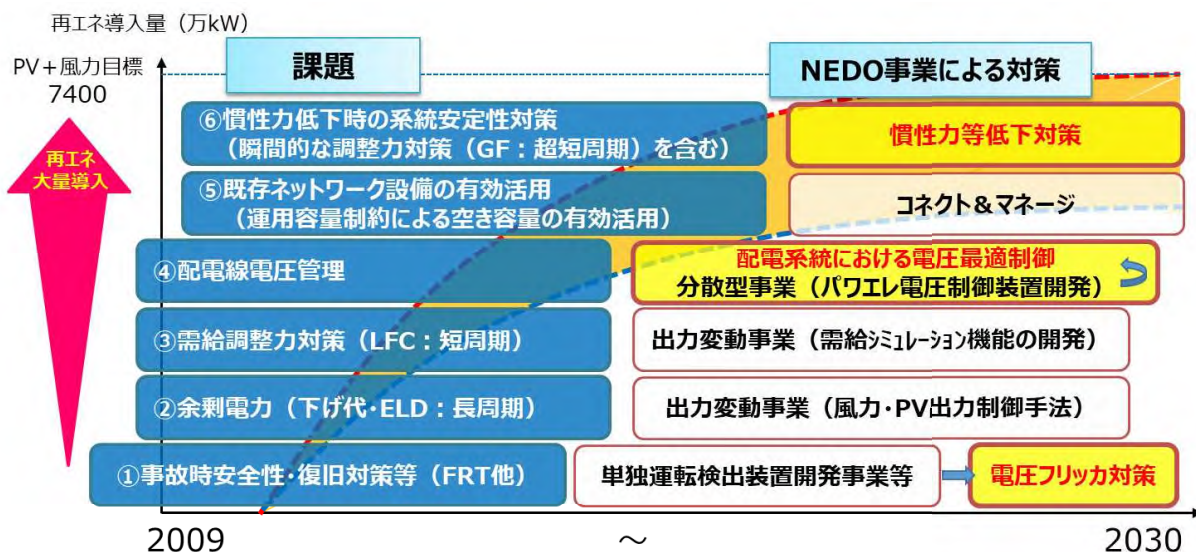 再エネ導入量（万kW）
PV＋風力目標
7400
課題
NEDO事業による対策
再エネ
大量導入
⑥慣性力低下時の系統安定性対策
（瞬間的な調整力対策（GF：超短周期）を含む）
慣性力等低下対策
⑤既存ネットワーク設備の有効活用
（運用容量制約による空き容量の有効活用）
コネクト＆マネージ
④配電線電圧管理
配電系統における電圧最適制御
分散型事業（パワエレ電圧制御装置開発）
③需給調整力対策（LFC：短周期）
出力変動事業（需給ｼﾐｭﾚｰｼｮﾝ機能の開発）
②余剰電力（下げ代・ELD：長周期）
出力変動事業（風力・PV出力制御手法）
①事故時安全性・復旧対策等（FRT他）
単独運転検出装置開発事業等
電圧フリッカ対策
2009
～
2030